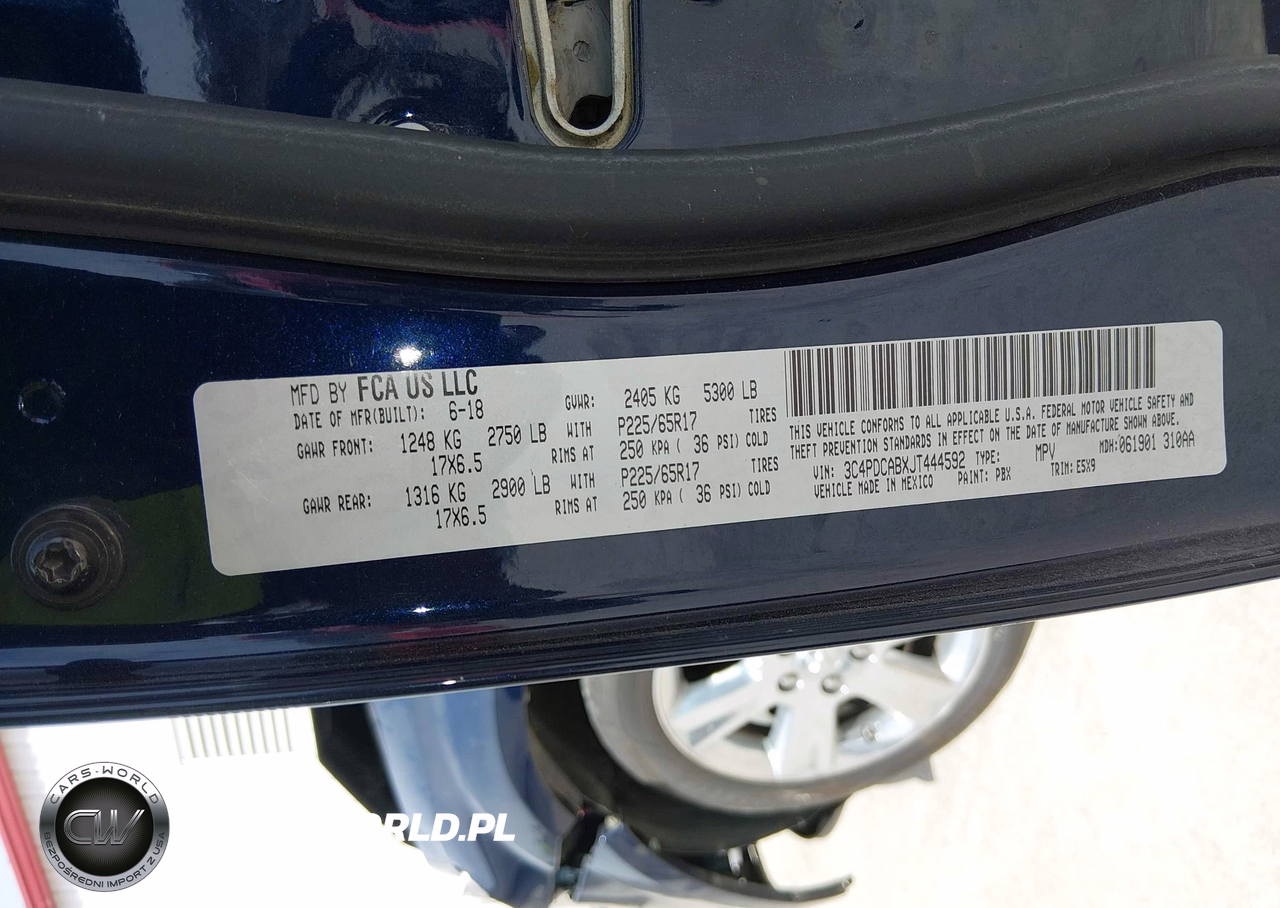 MFD BY FCA US LLC
DATE OF MFR(BUILT): 6-18 GVWR: 2405 KG 5300 LB
GAWR FRONT: 1248 KG 2750 LB WITH P225/65R17 TIRES
17X6.5 RIMS AT 250 KPA ( 36 PSI) COLD
GAWR REAR: 1316 KG 2900 LB WITH P225/65R17 TIRES
17X6.5 RIMS AT 250 KPA ( 36 PSI) COLD
THIS VEHICLE CONFORMS TO ALL APPLICABLE U.S.A. FEDERAL MOTOR VEHICLE SAFETY AND
THEFT PREVENTION STANDARDS IN EFFECT ON THE DATE OF MANUFACTURE SHOWN ABOVE.
VIN: 3C4PDCABXJT444592 TYPE: MPV MDH:061901 310AA
VEHICLE MADE IN MEXICO PAINT: PBX TRIM: E5X9
CARS-WORLD
CW
BEZPOŚREDNI IMPORT Z USA
ORLD.PL